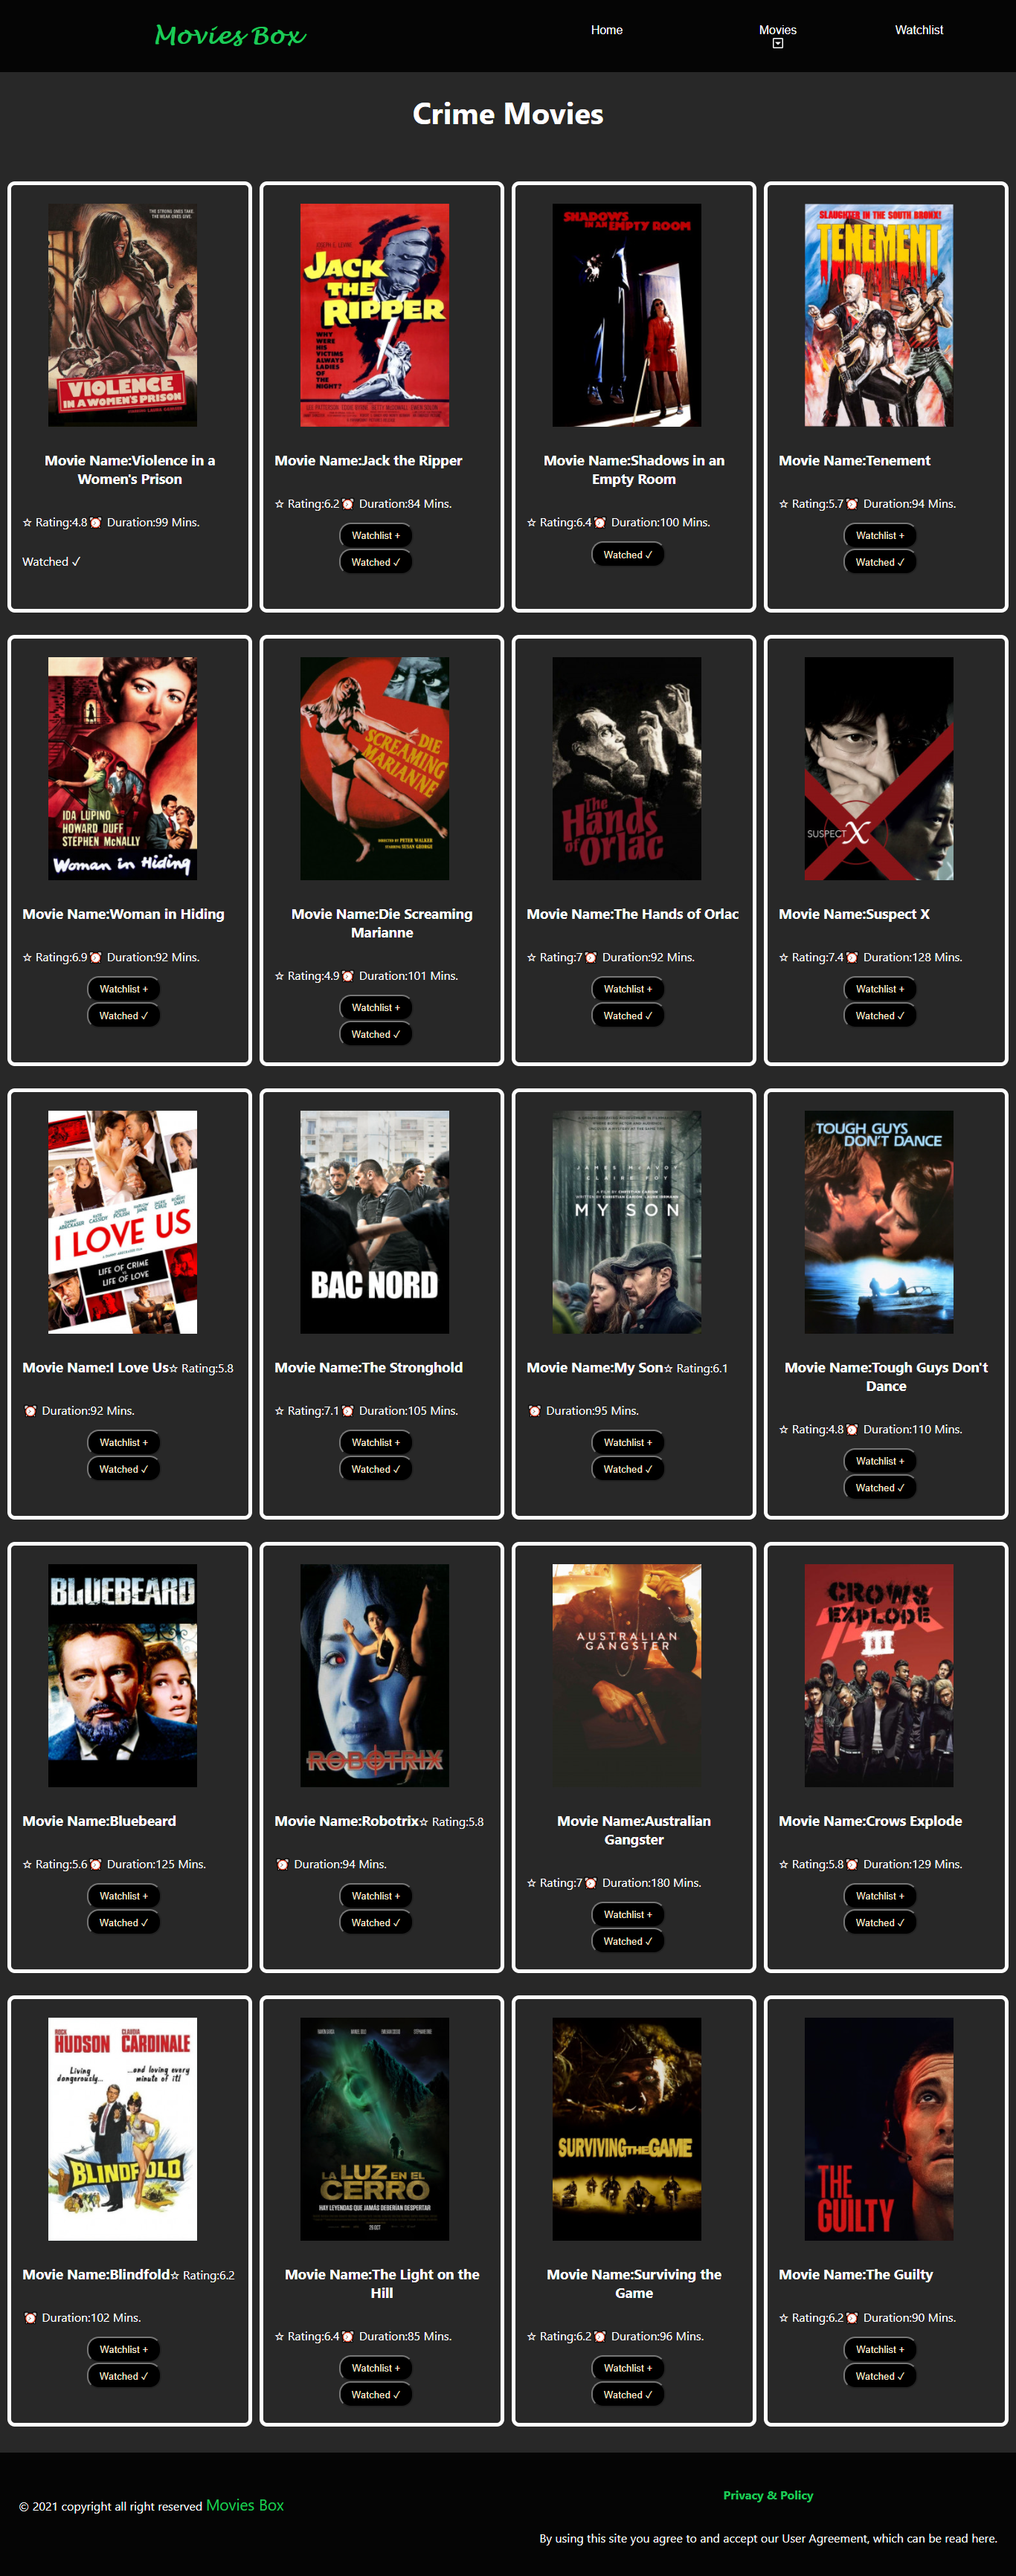 Movies Box
Home
Movies
Watchlist
Crime Movies
THE STRONG ONES TAKE.
THE WEAK ONES GIVE.
VIOLENCE
IN A WOMEN'S PRISON
Movie Name:Violence in a
Women's Prison
☆ Rating:4.8⏰ Duration:99 Mins.
Watched ✓
JOSEPH E. LEVINE
JACK
THE
RIPPER
WHY
WERE
HIS
VICTIMS
ALWAYS
LADIES
OF
THE
NIGHT?
Movie Name:Jack the Ripper
☆ Rating:6.2⏰ Duration:84 Mins.
Watchlist +
Watched ✓
SHADOWS
IN AN EMPTY ROOM
Movie Name:Shadows in an
Empty Room
☆ Rating:6.4⏰ Duration:100 Mins.
Watched ✓
SLAUGHTER IN THE SOUTH BRONX!
TENEMENT
Movie Name:Tenement
☆ Rating:5.7⏰ Duration:94 Mins.
Watchlist +
Watched ✓
IDA LUPINO
HOWARD DUFF
STEPHEN McNALLY
Woman in Hiding
Movie Name:Woman in Hiding
☆ Rating:6.9⏰ Duration:92 Mins.
Watchlist +
Watched ✓
DIE
SCREAMING
MARIANNE
DIRECTED BY PETER WALKER
STARRING SUSAN GEORGE
Movie Name:Die Screaming
Marianne
☆ Rating:4.9⏰ Duration:101 Mins.
Watchlist +
Watched ✓
The
Hands
of Orlac
Movie Name:The Hands of Orlac
☆ Rating:7⏰ Duration:92 Mins.
Watchlist +
Watched ✓
SUSPECT X
Movie Name:Suspect X
☆ Rating:7.4⏰ Duration:128 Mins.
Watchlist +
Watched ✓
I LOVE US
LIFE OF CRIME
LIFE OF LOVE
Movie Name:I Love Us☆ Rating:5.8
⏰ Duration:92 Mins.
Watchlist +
Watched ✓
BAC NORD
Movie Name:The Stronghold
☆ Rating:7.1⏰ Duration:105 Mins.
Watchlist +
Watched ✓
JAMES McAVOY
CLAIRE FOY
MY SON
Movie Name:My Son☆ Rating:6.1
⏰ Duration:95 Mins.
Watchlist +
Watched ✓
TOUGH GUYS
DON'T DANCE
Movie Name:Tough Guys Don't
Dance
☆ Rating:4.8⏰ Duration:110 Mins.
Watchlist +
Watched ✓
BLUEBEARD
Movie Name:Bluebeard
☆ Rating:5.6⏰ Duration:125 Mins.
Watchlist +
Watched ✓
ROBOTRIX
Movie Name:Robotrix☆ Rating:5.8
⏰ Duration:94 Mins.
Watchlist +
Watched ✓
AUSTRALIAN
GANGSTER
Movie Name:Australian
Gangster
☆ Rating:7⏰ Duration:180 Mins.
Watchlist +
Watched ✓
CROWS
EXPLODE
III
Movie Name:Crows Explode
☆ Rating:5.8⏰ Duration:129 Mins.
Watchlist +
Watched ✓
ROCK CLAUDIA
HUDSON CARDINALE
Living
dangerously...
...and loving every
minute of it!
BLINDFOLD
Movie Name:Blindfold☆ Rating:6.2
⏰ Duration:102 Mins.
Watchlist +
Watched ✓
LA LUZ EN EL
CERRO
HAY LEYENDAS QUE JAMÁS DEBERÍAN DESPERTAR
20 OCT
Movie Name:The Light on the
Hill
☆ Rating:6.4⏰ Duration:85 Mins.
Watchlist +
Watched ✓
SURVIVING THE GAME
Movie Name:Surviving the
Game
☆ Rating:6.2⏰ Duration:96 Mins.
Watchlist +
Watched ✓
THE
GUILTY
Movie Name:The Guilty
☆ Rating:6.2⏰ Duration:90 Mins.
Watchlist +
Watched ✓
© 2021 copyright all right reserved Movies Box
Privacy & Policy
By using this site you agree to and accept our User Agreement, which can be read here.